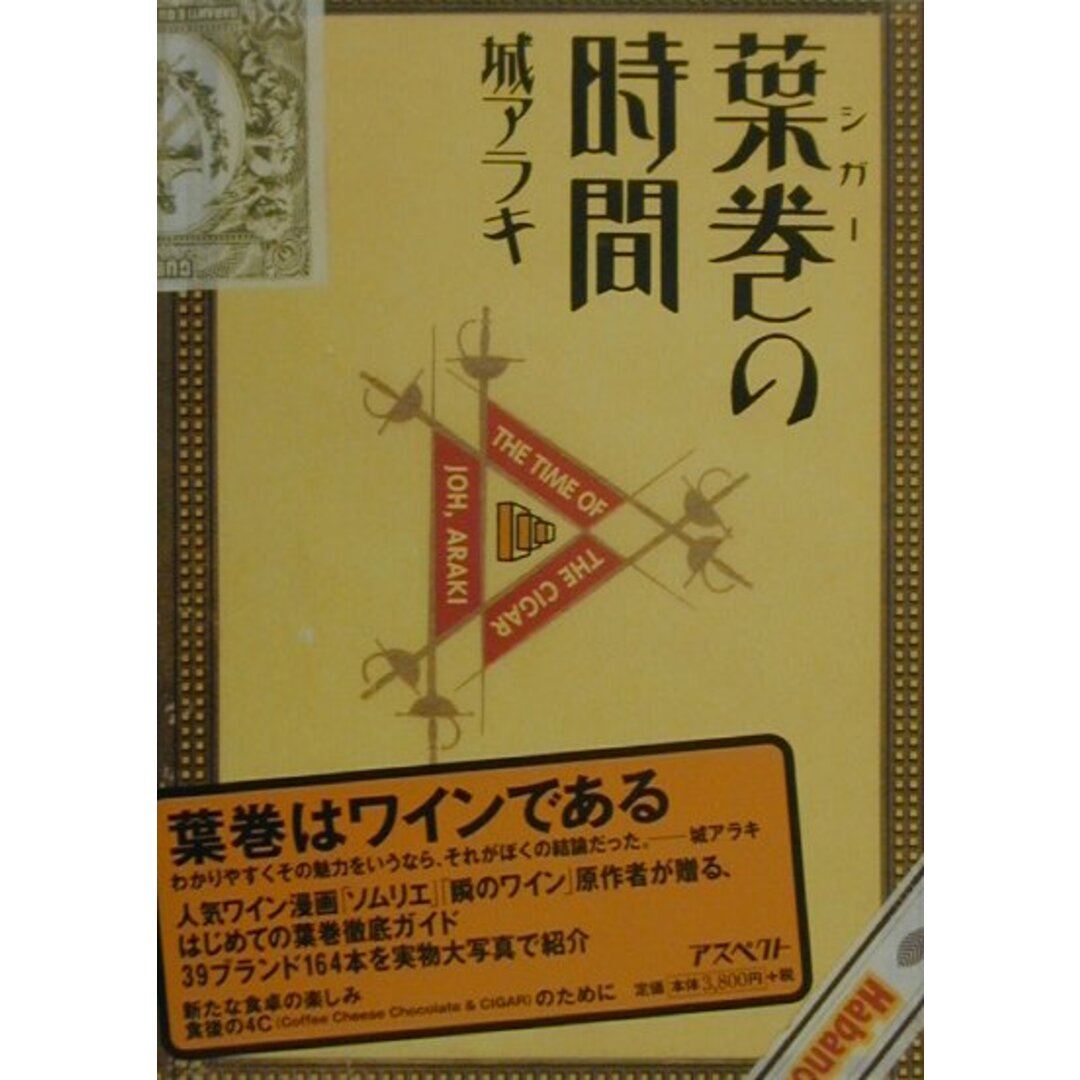 葉巻の
シガー
時間
城アラキ
THE TIME OF
THE CIGAR
JOH, ARAKI
葉巻はワインである
わかりやすくその魅力をいうなら、それがぼくの結論だった。──城アラキ
人気ワイン漫画「ソムリエ」「瞬のワイン」原作者が贈る、
はじめての葉巻徹底ガイド
39ブランド164本を実物大写真で紹介
新たな食卓の楽しみ
食後の4C(Coffee Cheese Chocolate & CIGAR)のために
アスペクト
定価 本体3,800円+税
Habano